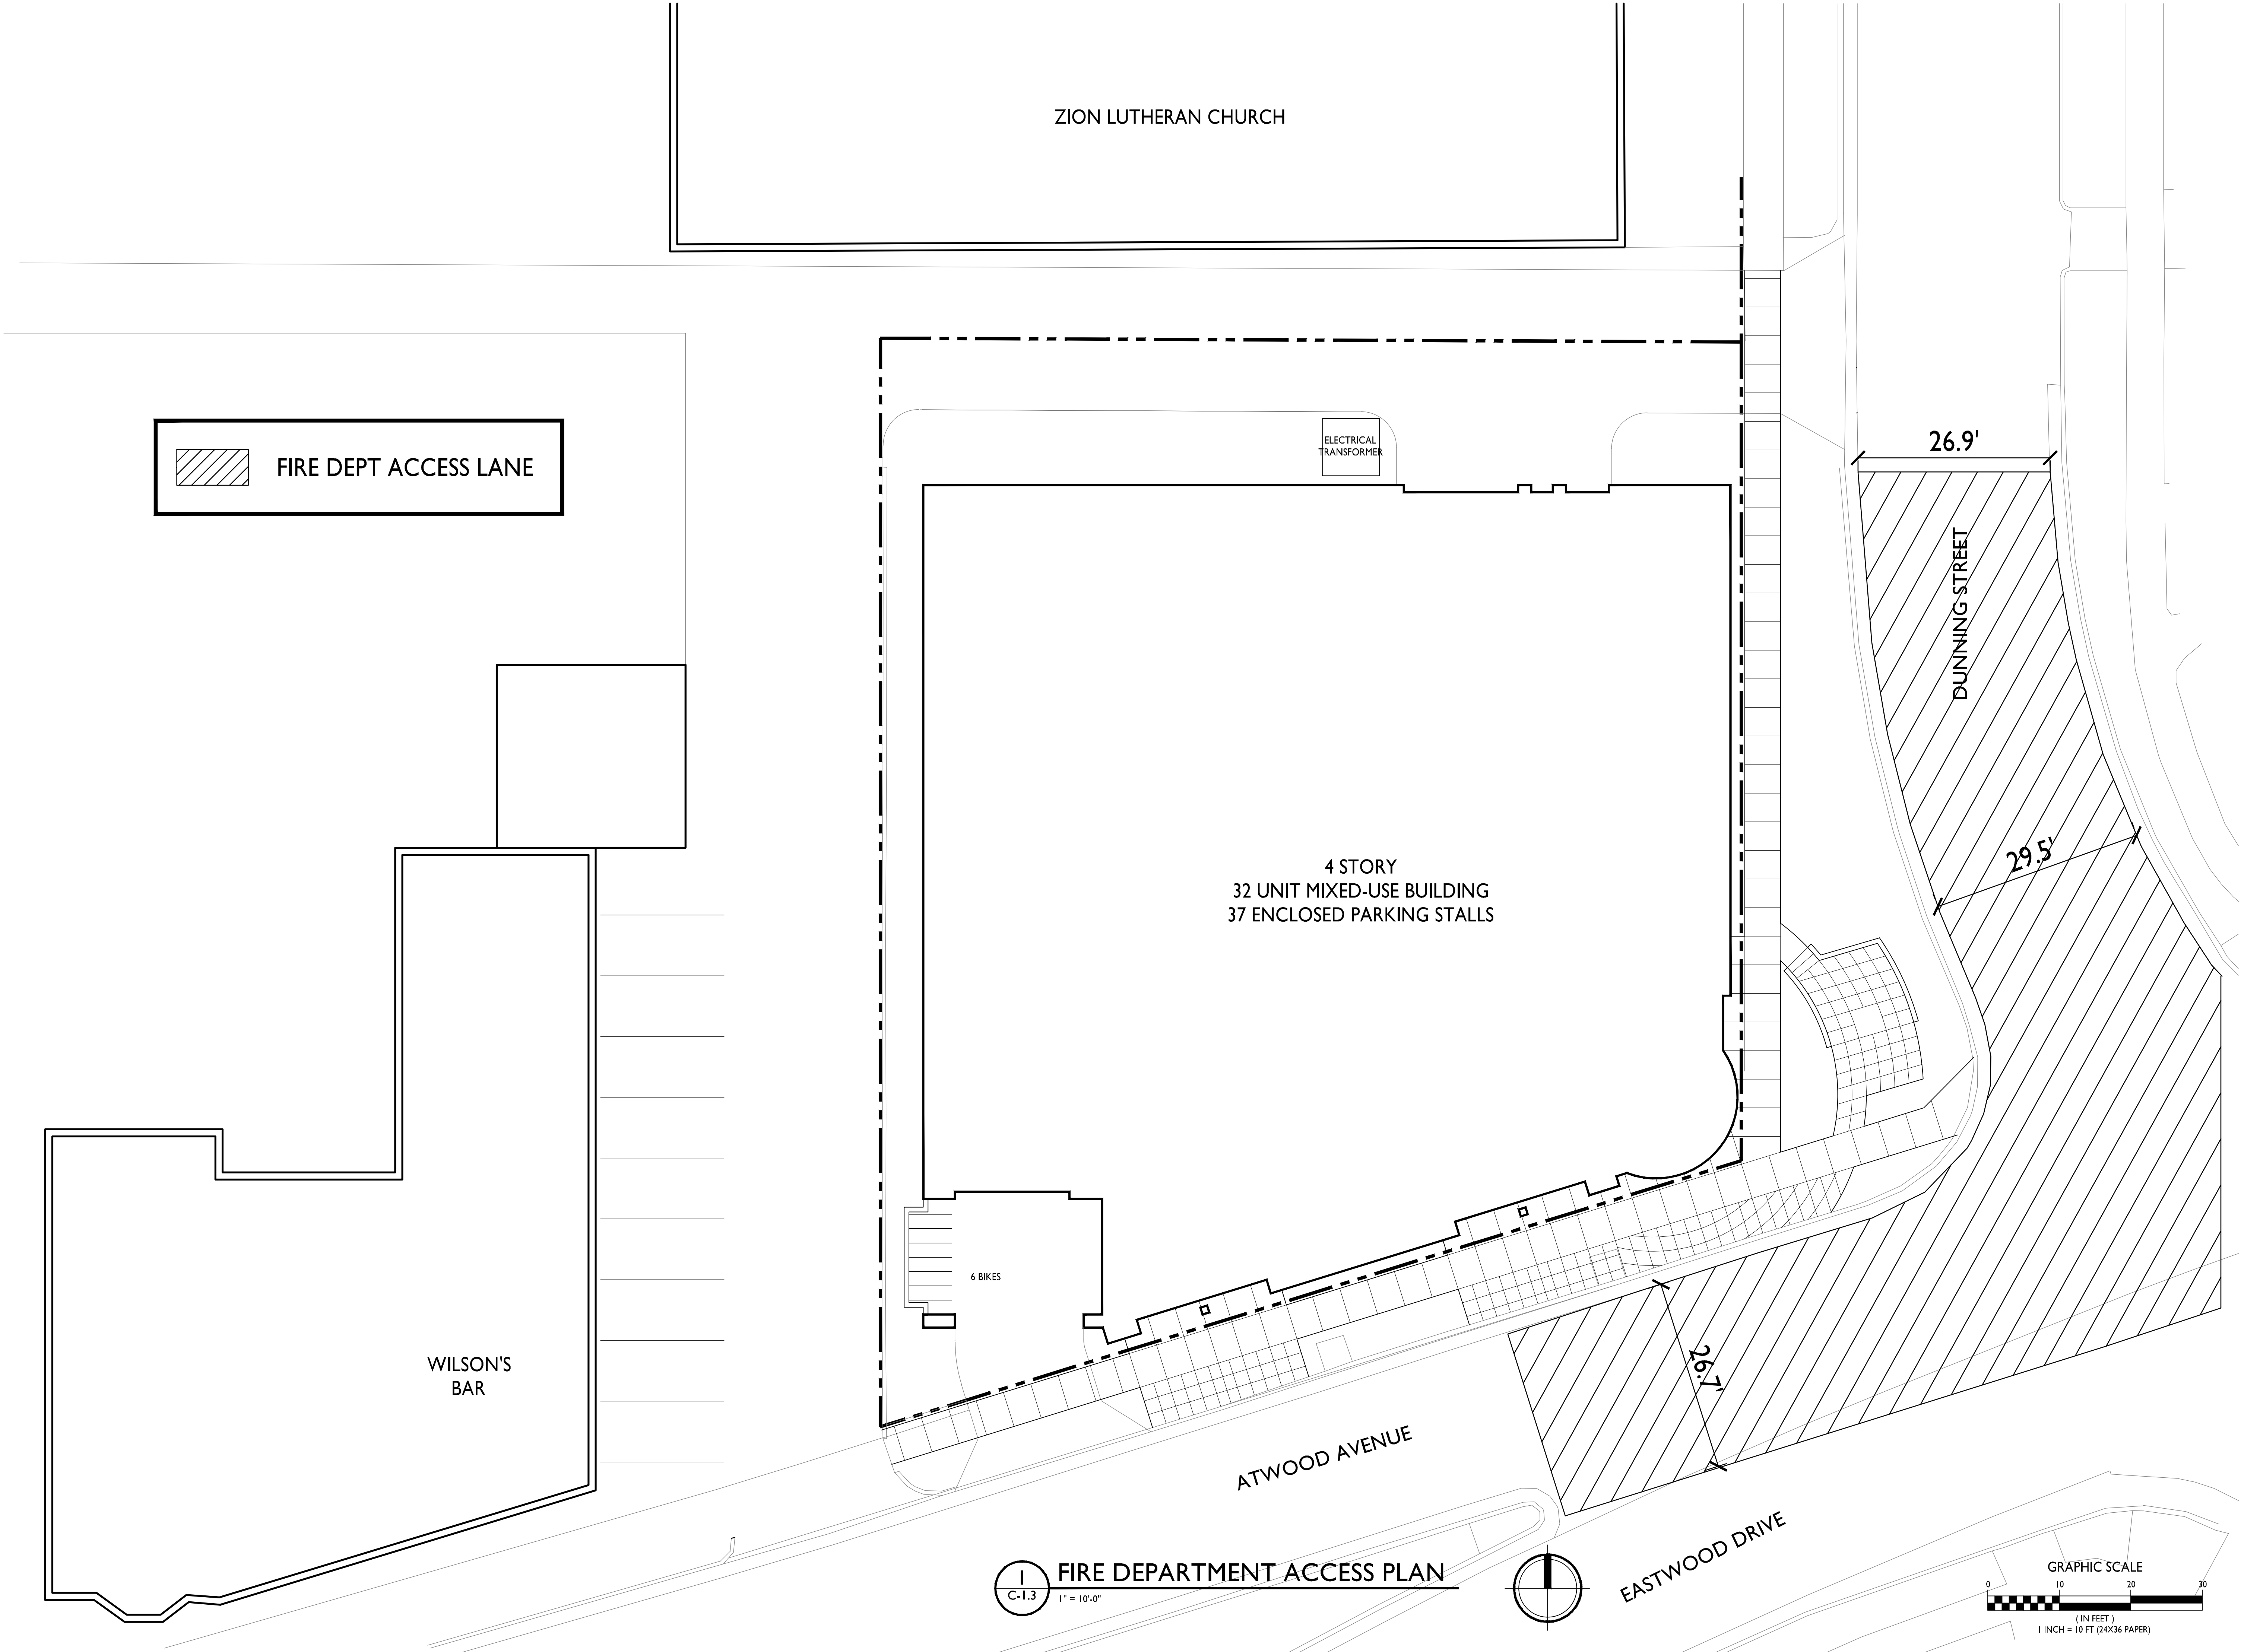 ZION LUTHERAN CHURCH
ELECTRICAL
TRANSFORMER
FIRE DEPT ACCESS LANE
26.9'
DUNNING STREET
29.5'
4 STORY
32 UNIT MIXED-USE BUILDING
37 ENCLOSED PARKING STALLS
6 BIKES
WILSON'S
BAR
26.7'
ATWOOD AVENUE
EASTWOOD DRIVE
1
C-1.3
FIRE DEPARTMENT ACCESS PLAN
1" = 10'-0"
GRAPHIC SCALE
0 10 20 30
( IN FEET )
1 INCH = 10 FT (24X36 PAPER)